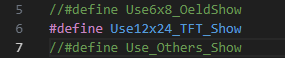 5 //#define Use6x8_OeldShow
6 #define Use12x24_TFT_Show
7 //#define Use_Others_Show